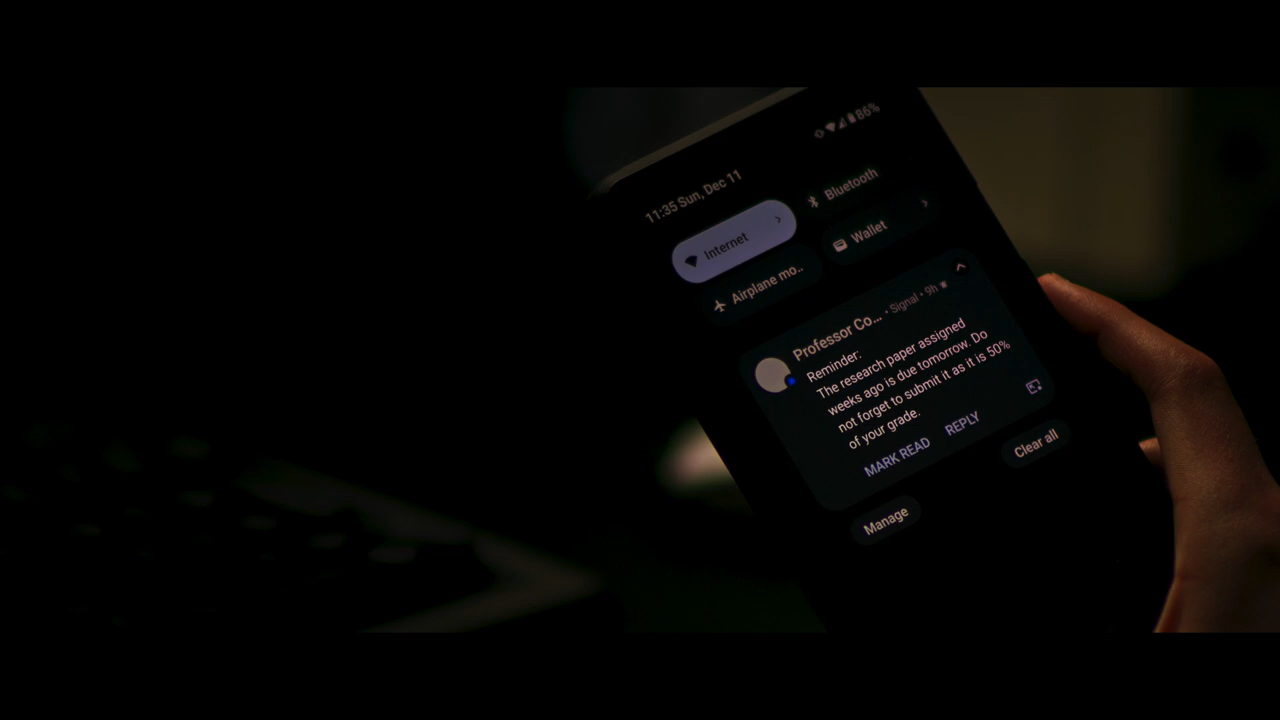 86%
11:35 Sun, Dec 11
Internet
Bluetooth
Airplane mo..
Wallet
Professor Co... • Signal • 9h
Reminder:
The research paper assigned
weeks ago is due tomorrow. Do
not forget to submit it as it is 50%
of your grade.
MARK READ REPLY
Manage
Clear all